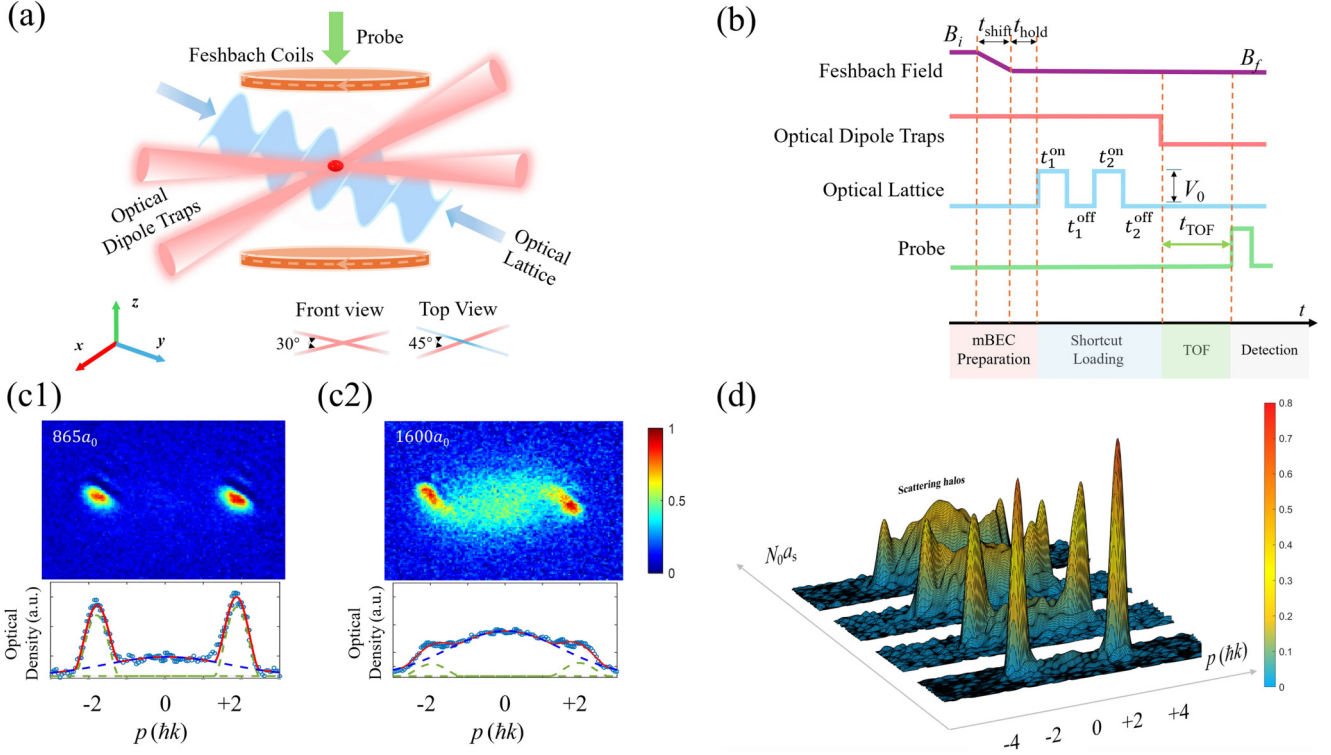 (a)
Probe
Feshbach Coils
Optical
Dipole Traps
Optical
Lattice
z
x
y
Front view
Top View
30°
45°
(b)
B_i
t_shift
t_hold
B_f
Feshbach Field
Optical Dipole Traps
t_1^on
t_2^on
Optical Lattice
V_0
t_1^off
t_2^off
t_TOF
Probe
t
mBEC
Preparation
Shortcut
Loading
TOF
Detection
(c1)
865a_0
Optical
Density (a.u.)
-2 0 +2
p (ℏk)
(c2)
1600a_0
1
0.5
0
Optical
Density (a.u.)
-2 0 +2
p (ℏk)
(d)
Scattering halos
N_0a_s
0.8
0.7
0.6
0.5
0.4
0.3
0.2
0.1
0
p (ℏk)
-4 -2 0 +2 +4